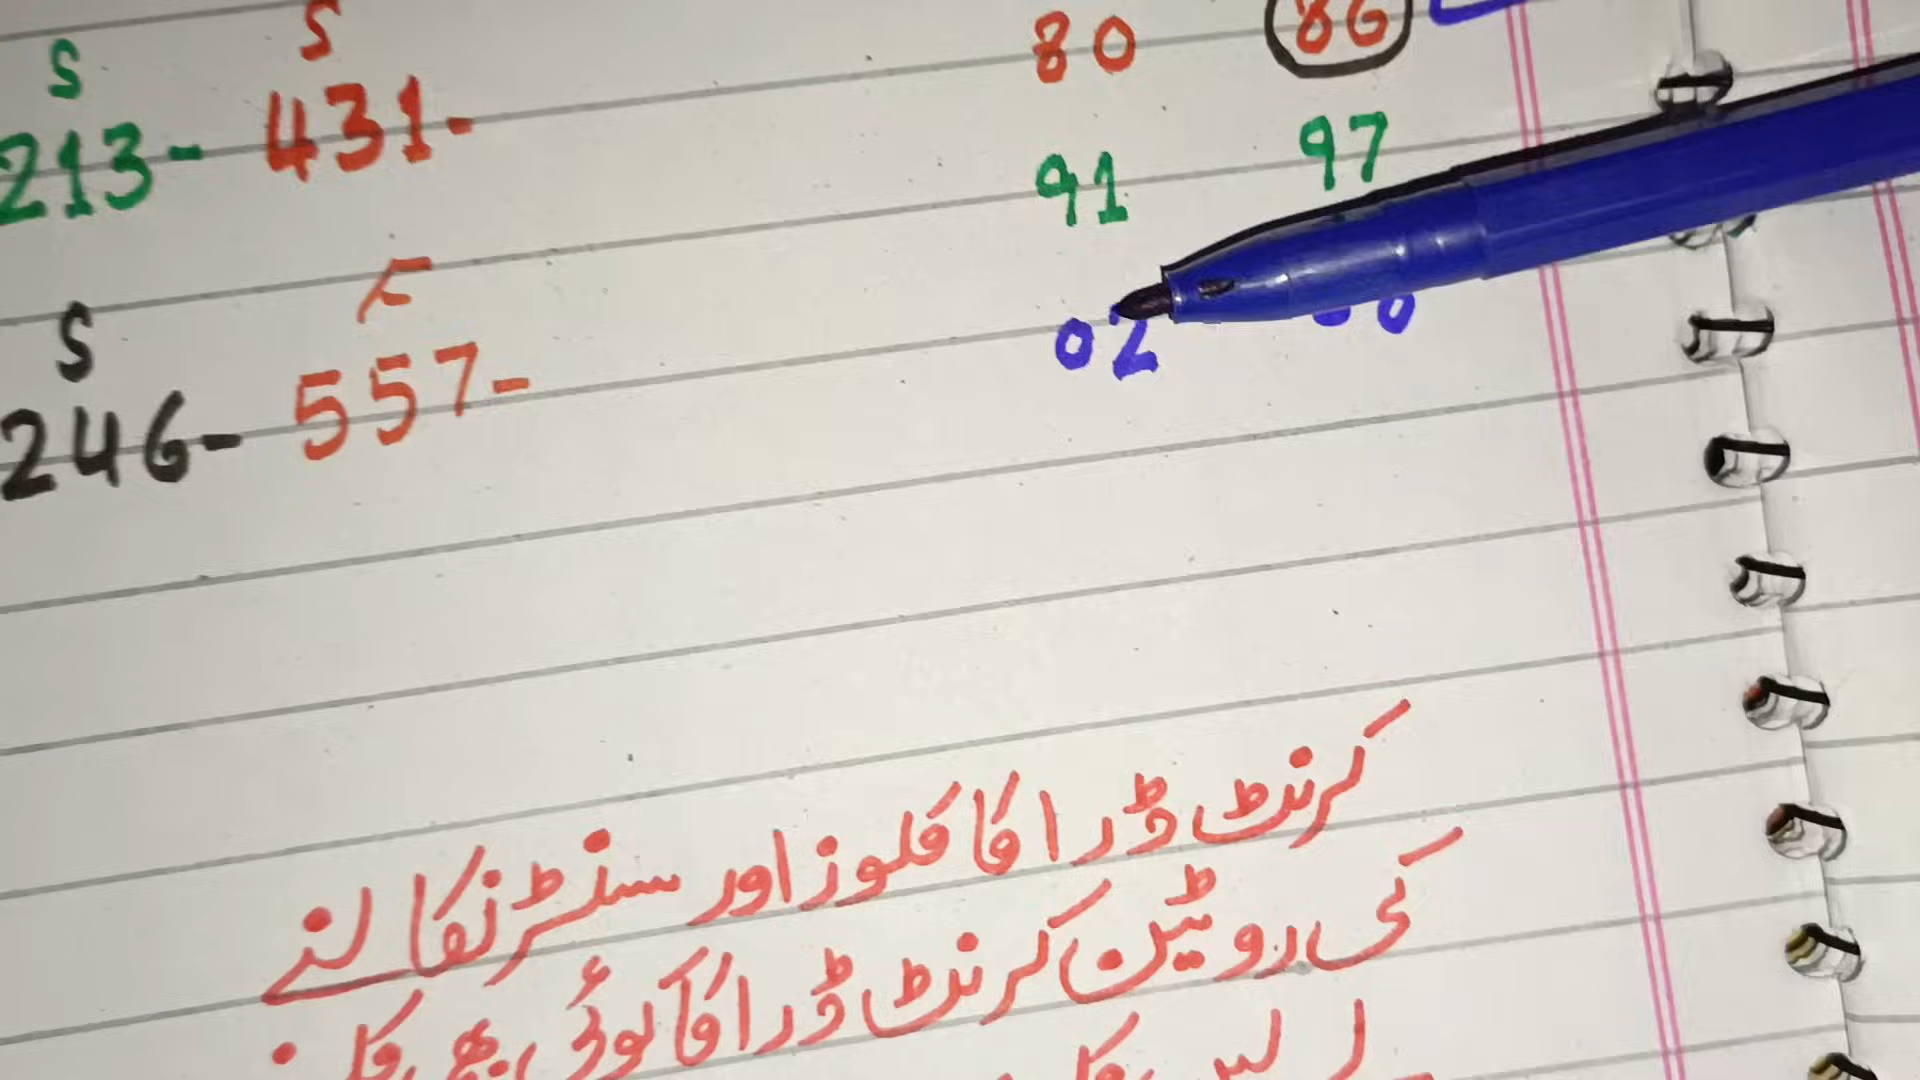 S S 80 86
213- 431- 91 97
S F 02
246- 557-
کرنٹ ڈرا کا کلوز اور سنٹر نکالنے
کی روٹین کرنٹ ڈرا کا کوئی بھی